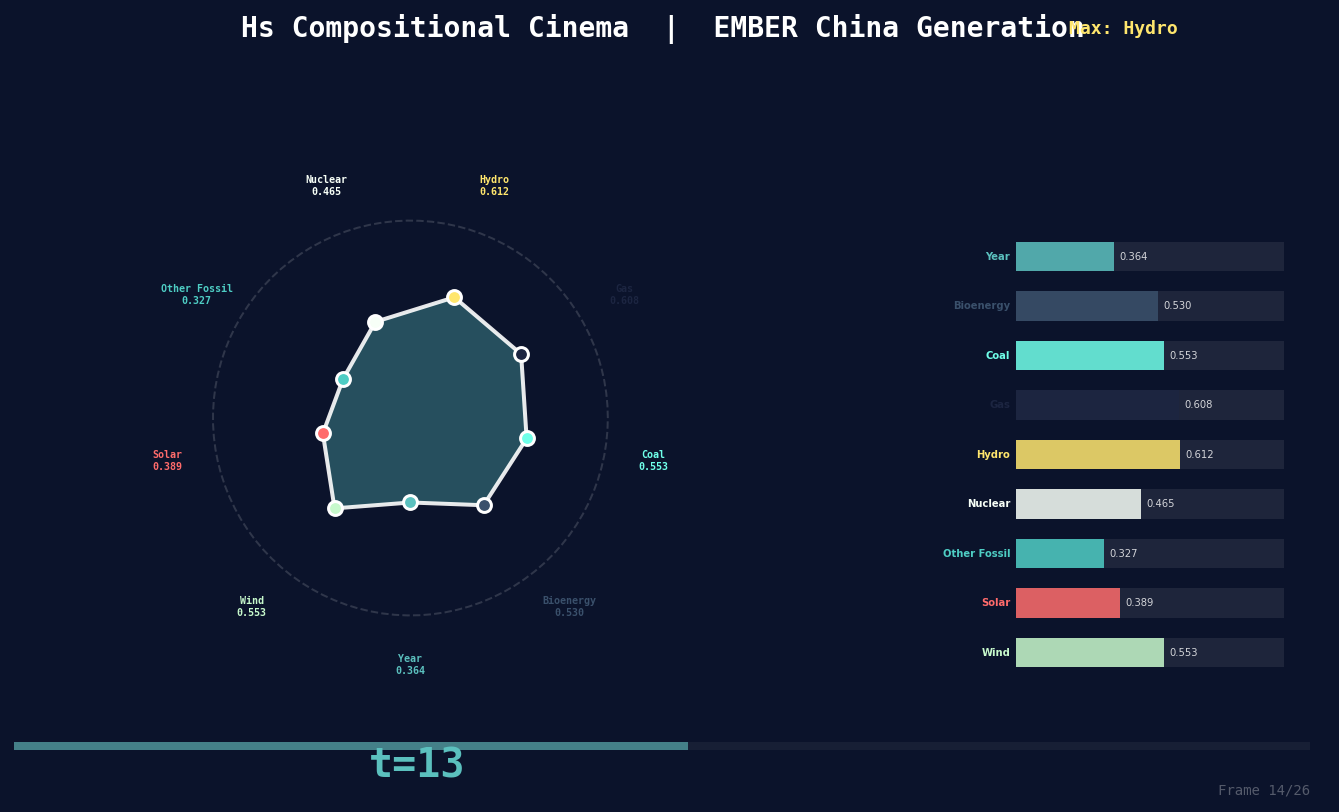 Hs Compositional Cinema | EMBER China Generation
Max: Hydro
Nuclear
0.465
Hydro
0.612
Other Fossil
0.327
Gas
0.608
Solar
0.389
Coal
0.553
Wind
0.553
Bioenergy
0.530
Year
0.364
Year 0.364
Bioenergy 0.530
Coal 0.553
Gas 0.608
Hydro 0.612
Nuclear 0.465
Other Fossil 0.327
Solar 0.389
Wind 0.553
t=13
Frame 14/26